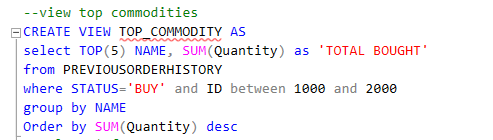 --view top commodities
CREATE VIEW TOP_COMMODITY AS
select TOP(5) NAME, SUM(Quantity) as 'TOTAL BOUGHT'
from PREVIOUSORDERHISTORY
where STATUS='BUY' and ID between 1000 and 2000
group by NAME
Order by SUM(Quantity) desc